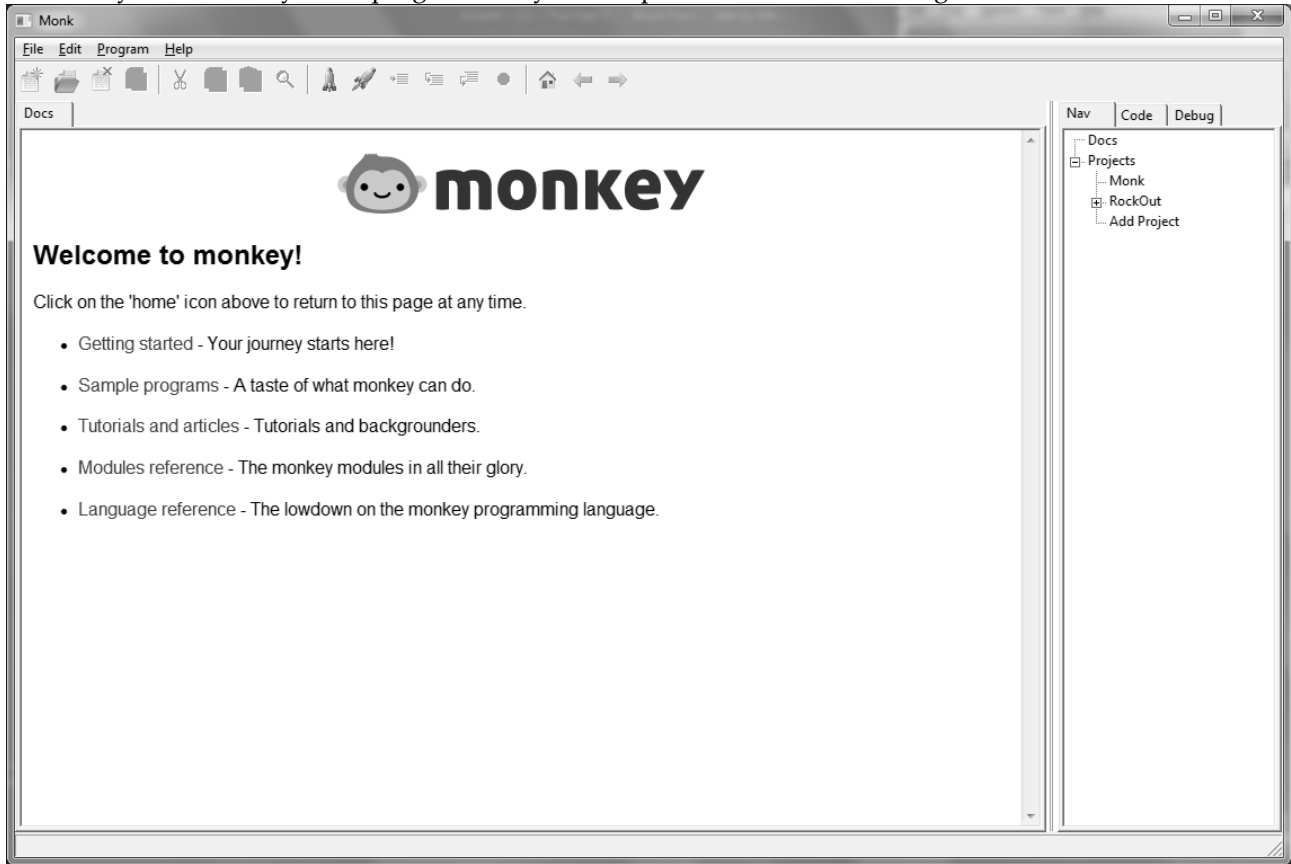 Monk
File Edit Program Help
Docs
Nav Code Debug
monkey
Docs
Projects
Monk
RockOut
Add Project
Welcome to monkey!
Click on the 'home' icon above to return to this page at any time.
• Getting started - Your journey starts here!
• Sample programs - A taste of what monkey can do.
• Tutorials and articles - Tutorials and backgrounders.
• Modules reference - The monkey modules in all their glory.
• Language reference - The lowdown on the monkey programming language.